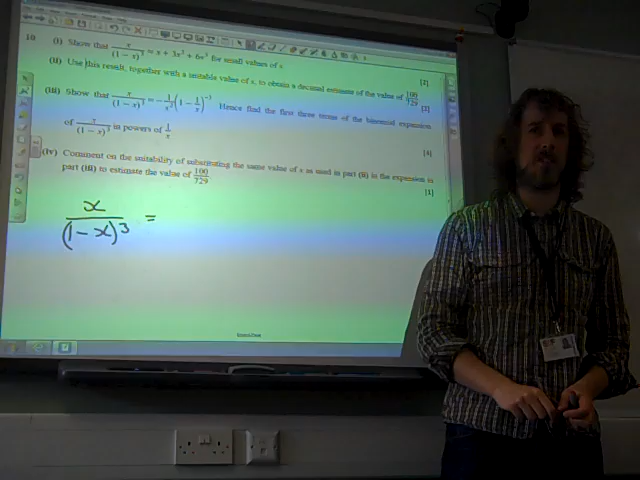 10 (i) Show that x/(1 − x)³ ≈ x + 3x² + 6x³ for small values of x [2]
(ii) Use this result, together with a suitable value of x, to obtain a decimal estimate of the value of 100/729 [2]
(iii) Show that x/(1 − x)³ = −1/x² (1 − 1/x)⁻³ Hence find the first three terms of the binomial expansion
of x/(1 − x)³ in powers of 1/x [4]
(iv) Comment on the suitability of substituting the same value of x as used in part (ii) in the expansion in
part (iii) to estimate the value of 100/729 [1]
x/(1 − x)³ =